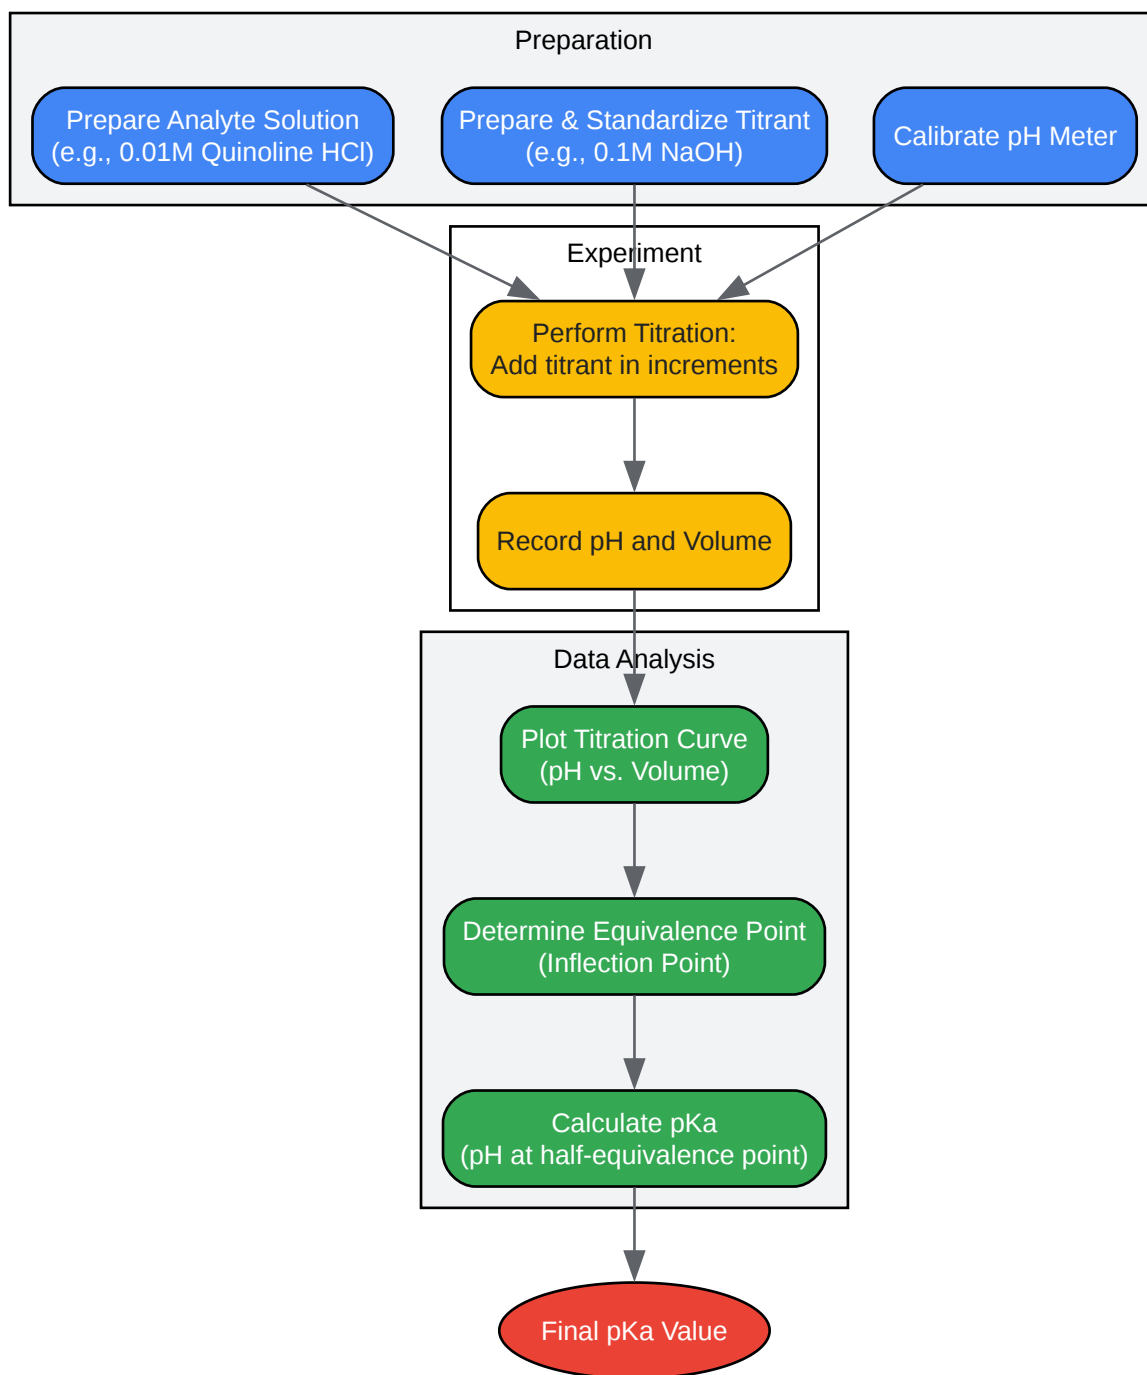 Preparation
Prepare Analyte Solution
(e.g., 0.01M Quinoline HCl)
Prepare & Standardize Titrant
(e.g., 0.1M NaOH)
Calibrate pH Meter
Experiment
Perform Titration:
Add titrant in increments
Record pH and Volume
Data Analysis
Plot Titration Curve
(pH vs. Volume)
Determine Equivalence Point
(Inflection Point)
Calculate pKa
(pH at half-equivalence point)
Final pKa Value